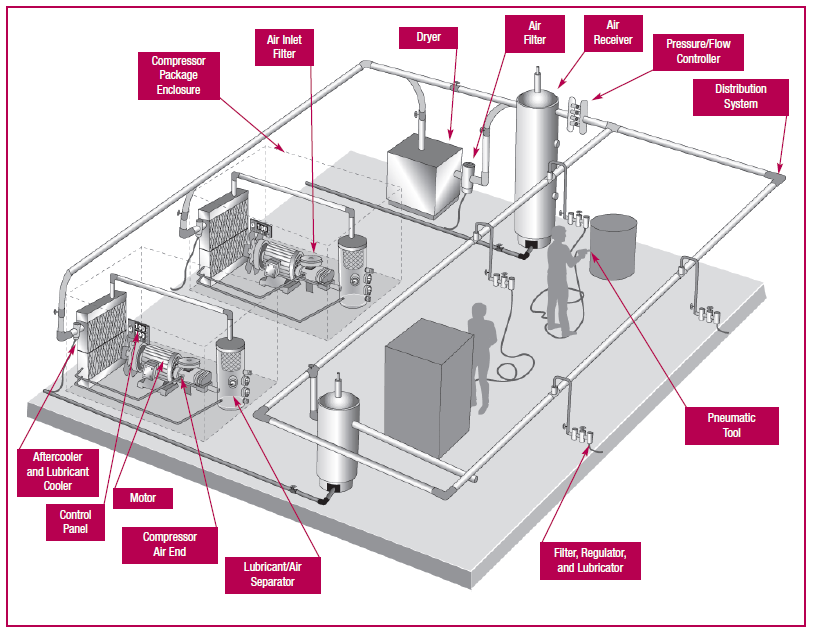 Air Inlet
Filter
Dryer
Air
Filter
Air
Receiver
Pressure/Flow
Controller
Compressor
Package
Enclosure
Distribution
System
Pneumatic
Tool
Aftercooler
and Lubricant
Cooler
Motor
Control
Panel
Compressor
Air End
Lubricant/Air
Separator
Filter, Regulator,
and Lubricator